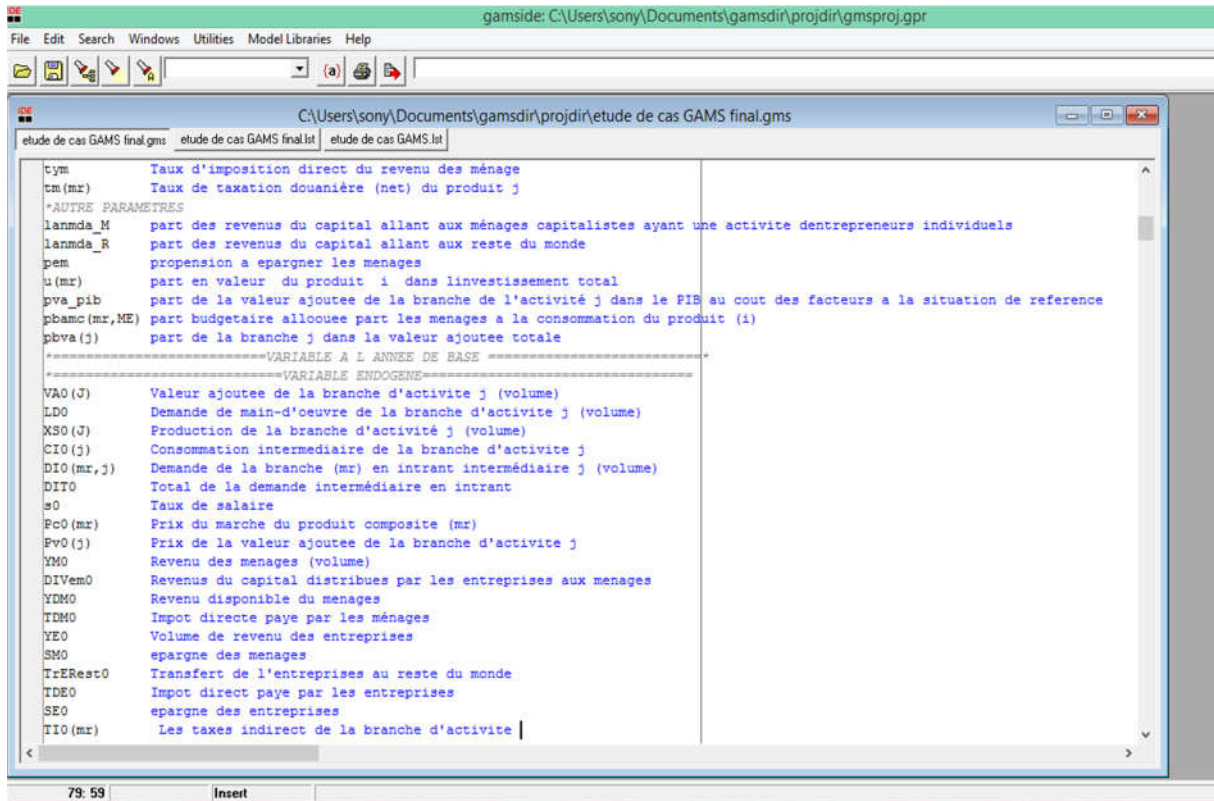 IDE
gamside: C:\Users\sony\Documents\gamsdir\projdir\gmsproj.gpr
File Edit Search Windows Utilities Model Libraries Help
{a}
IDE
C:\Users\sony\Documents\gamsdir\projdir\etude de cas GAMS final.gms
etude de cas GAMS final.gms etude de cas GAMS final.lst etude de cas GAMS.lst
tym Taux d'imposition direct du revenu des ménage
tm(mr) Taux de taxation douanière (net) du produit j
*AUTRE PARAMETRES
lanmda_M part des revenus du capital allant aux ménages capitalistes ayant une activite dentrepreneurs individuels
lanmda_R part des revenus du capital allant aux reste du monde
pem propension a epargner les menages
u(mr) part en valeur du produit i dans linvestissement total
pva_pib part de la valeur ajoutee de la branche de l'activité j dans le PIB au cout des facteurs a la situation de reference
pbamc(mr,ME) part budgetaire alloouee part les menages a la consommation du produit (i)
pbva(j) part de la branche j dans la valeur ajoutee totale
*==========================VARIABLE A L ANNEE DE BASE ==========================*
*============================VARIABLE ENDOGENE=================================
VA0(J) Valeur ajoutee de la branche d'activite j (volume)
LD0 Demande de main-d'oeuvre de la branche d'activite j (volume)
XS0(J) Production de la branche d'activité j (volume)
CI0(j) Consommation intermediaire de la branche d'activite j
DI0(mr,j) Demande de la branche (mr) en intrant intermédiaire j (volume)
DIT0 Total de la demande intermédiaire en intrant
s0 Taux de salaire
Pc0(mr) Prix du marche du produit composite (mr)
Pv0(j) Prix de la valeur ajoutee de la branche d'activite j
YM0 Revenu des menages (volume)
DIVem0 Revenus du capital distribues par les entreprises aux menages
YDM0 Revenu disponible du menages
TDM0 Impot directe paye par les ménages
YE0 Volume de revenu des entreprises
SM0 epargne des menages
TrERest0 Transfert de l'entreprises au reste du monde
TDE0 Impot direct paye par les entreprises
SE0 epargne des entreprises
TI0(mr) Les taxes indirect de la branche d'activite
79: 59 Insert